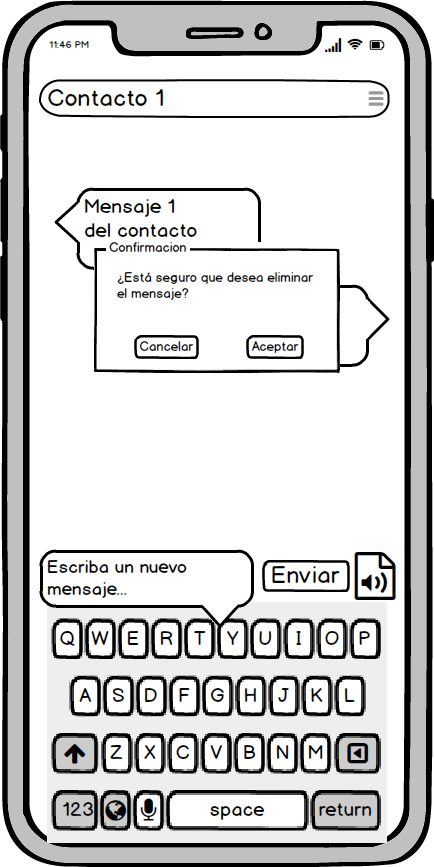 11:46 PM
Contacto 1
Mensaje 1
del contacto
Confirmacion
¿Está seguro que desea eliminar
el mensaje?
Cancelar Aceptar
Escriba un nuevo
mensaje...
Enviar
Q W E R T Y U I O P
A S D F G H J K L
Z X C V B N M
123 space return